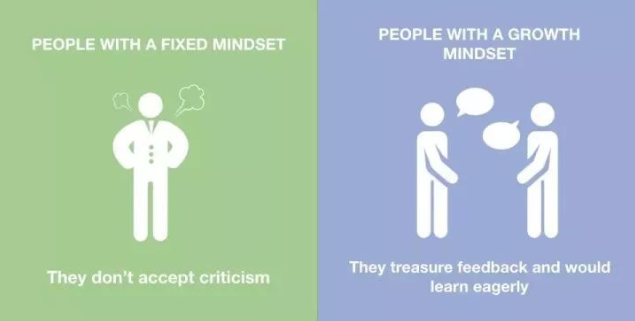 PEOPLE WITH A FIXED MINDSET
They don't accept criticism
PEOPLE WITH A GROWTH
MINDSET
They treasure feedback and would
learn eagerly